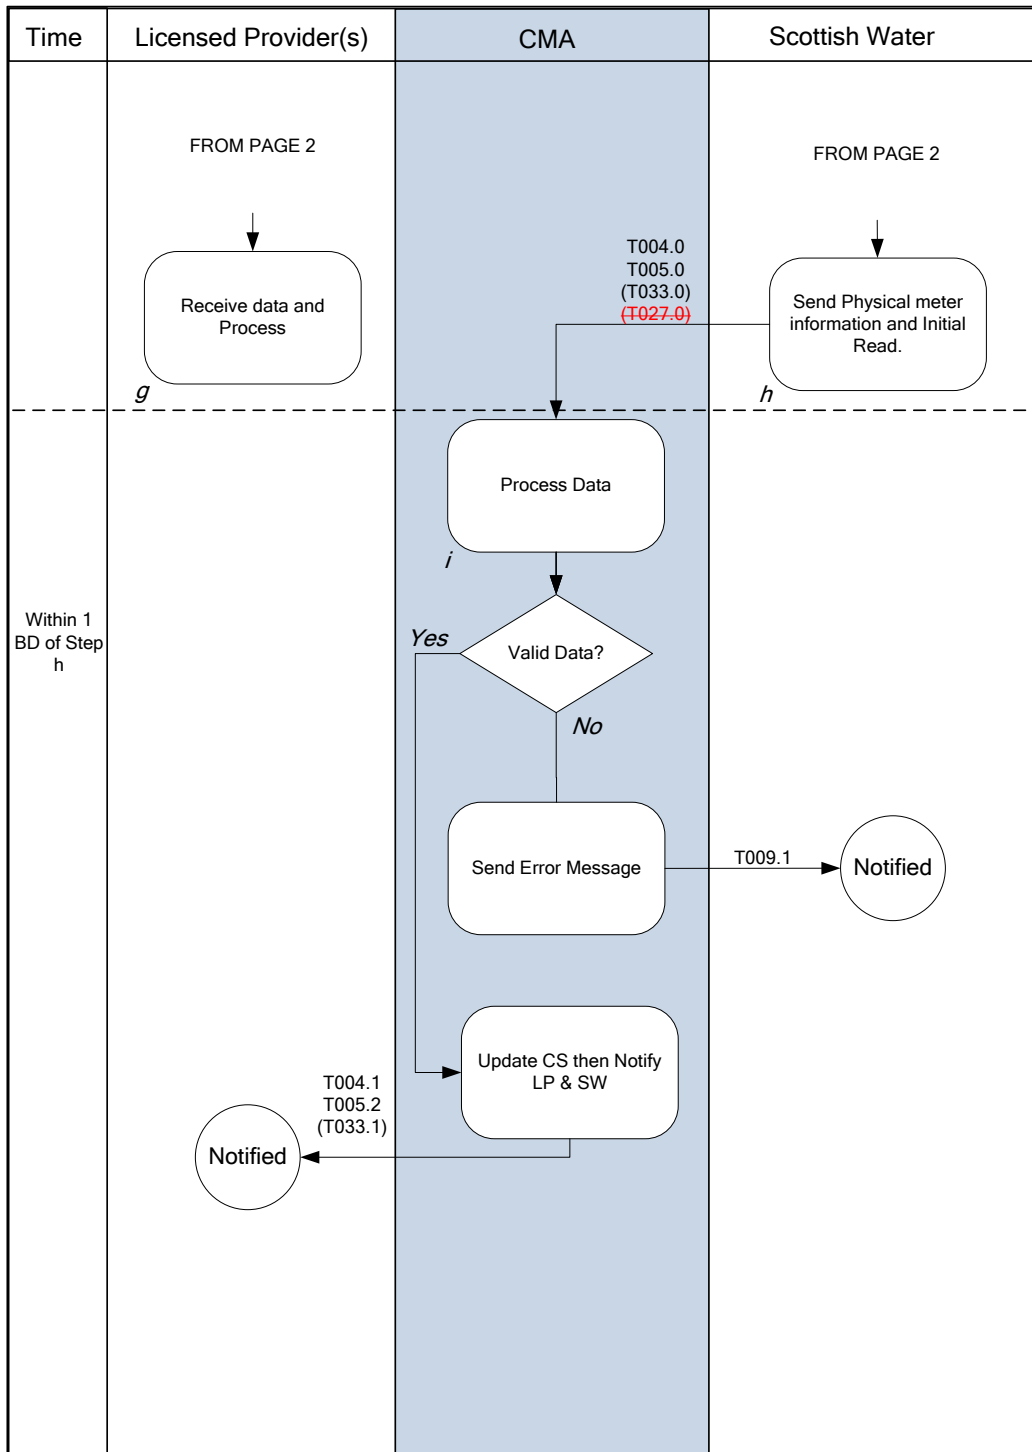 Time
Licensed Provider(s)
CMA
Scottish Water
FROM PAGE 2
FROM PAGE 2
T004.0
T005.0
(T033.0)
(T027.0)
Receive data and
Process
Send Physical meter
information and Initial
Read.
g
h
Process Data
i
Within 1
BD of Step
h
Yes
Valid Data?
No
Send Error Message
T009.1
Notified
Update CS then Notify
LP & SW
T004.1
T005.2
(T033.1)
Notified